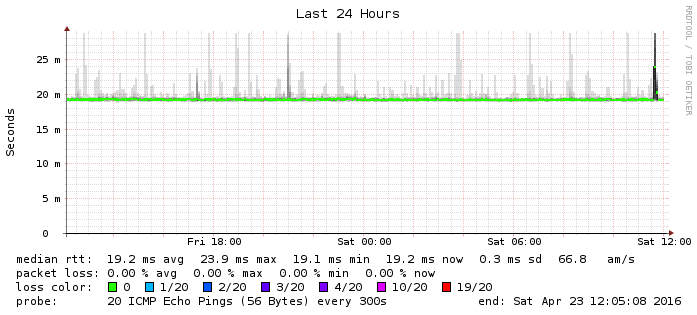 Last 24 Hours
RRDTOOL / TOBI OETIKER
Seconds
25 m
20 m
15 m
10 m
5 m
0
Fri 18:00 Sat 00:00 Sat 06:00 Sat 12:00
median rtt: 19.2 ms avg 23.9 ms max 19.1 ms min 19.2 ms now 0.3 ms sd 66.8 am/s
packet loss: 0.00 % avg 0.00 % max 0.00 % min 0.00 % now
loss color: 0 1/20 2/20 3/20 4/20 10/20 19/20
probe: 20 ICMP Echo Pings (56 Bytes) every 300s end: Sat Apr 23 12:05:08 2016